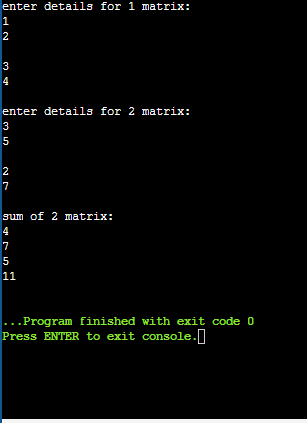 enter details for 1 matrix:
1
2
3
4
enter details for 2 matrix:
3
5
2
7
sum of 2 matrix:
4
7
5
11
...Program finished with exit code 0
Press ENTER to exit console.